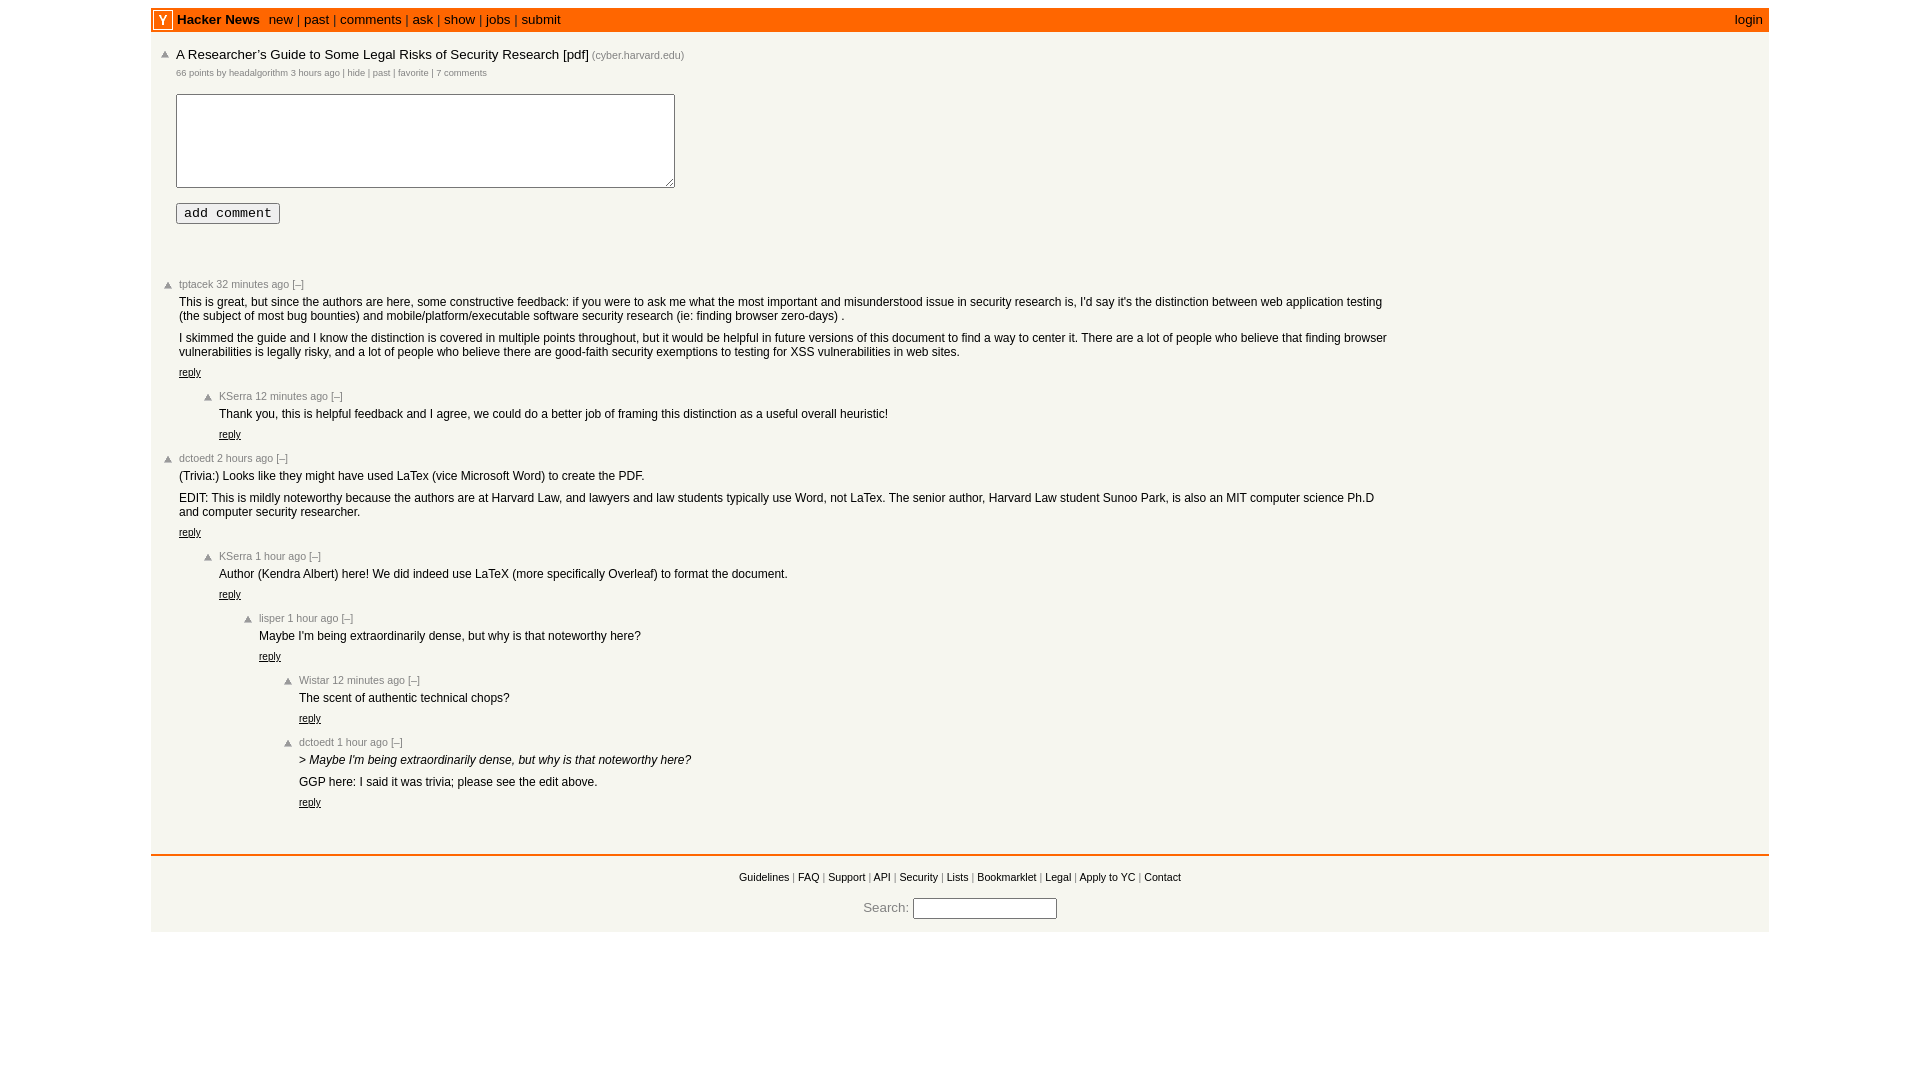 Y Hacker News new | past | comments | ask | show | jobs | submit login
A Researcher’s Guide to Some Legal Risks of Security Research [pdf] (cyber.harvard.edu)
66 points by headalgorithm 3 hours ago | hide | past | favorite | 7 comments
add comment
tptacek 32 minutes ago [–]
This is great, but since the authors are here, some constructive feedback: if you were to ask me what the most important and misunderstood issue in security research is, I'd say it's the distinction between web application testing
(the subject of most bug bounties) and mobile/platform/executable software security research (ie: finding browser zero-days) .
I skimmed the guide and I know the distinction is covered in multiple points throughout, but it would be helpful in future versions of this document to find a way to center it. There are a lot of people who believe that finding browser
vulnerabilities is legally risky, and a lot of people who believe there are good-faith security exemptions to testing for XSS vulnerabilities in web sites.
reply
KSerra 12 minutes ago [–]
Thank you, this is helpful feedback and I agree, we could do a better job of framing this distinction as a useful overall heuristic!
reply
dctoedt 2 hours ago [–]
(Trivia:) Looks like they might have used LaTex (vice Microsoft Word) to create the PDF.
EDIT: This is mildly noteworthy because the authors are at Harvard Law, and lawyers and law students typically use Word, not LaTex. The senior author, Harvard Law student Sunoo Park, is also an MIT computer science Ph.D
and computer security researcher.
reply
KSerra 1 hour ago [–]
Author (Kendra Albert) here! We did indeed use LaTeX (more specifically Overleaf) to format the document.
reply
lisper 1 hour ago [–]
Maybe I'm being extraordinarily dense, but why is that noteworthy here?
reply
Wistar 12 minutes ago [–]
The scent of authentic technical chops?
reply
dctoedt 1 hour ago [–]
> Maybe I'm being extraordinarily dense, but why is that noteworthy here?
GGP here: I said it was trivia; please see the edit above.
reply
Guidelines | FAQ | Support | API | Security | Lists | Bookmarklet | Legal | Apply to YC | Contact
Search: